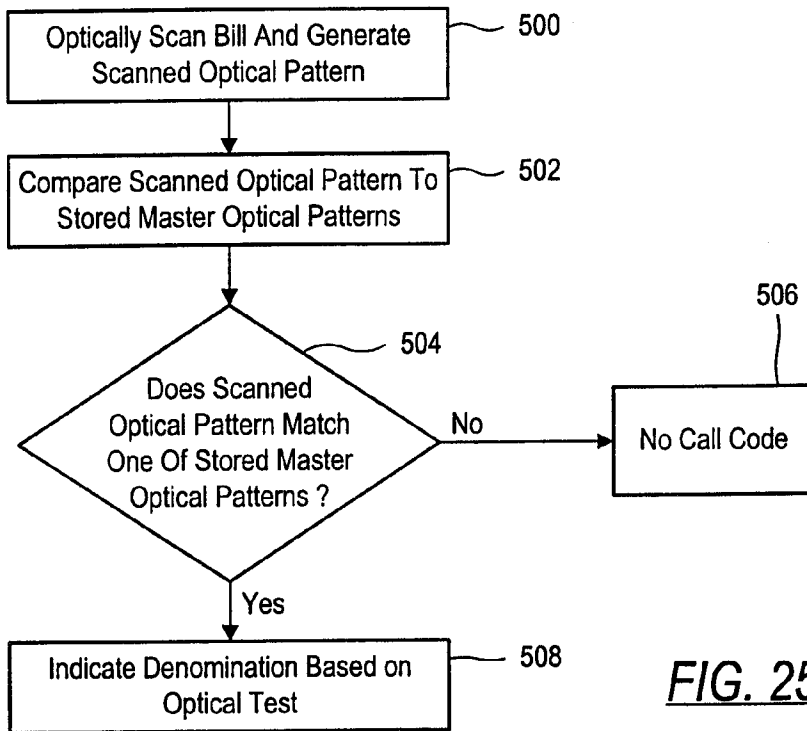 Optically Scan Bill And Generate
Scanned Optical Pattern
500
Compare Scanned Optical Pattern To
Stored Master Optical Patterns
502
504
Does Scanned
Optical Pattern Match
One Of Stored Master
Optical Patterns ?
No
506
No Call Code
Yes
Indicate Denomination Based on
Optical Test
508
FIG. 25